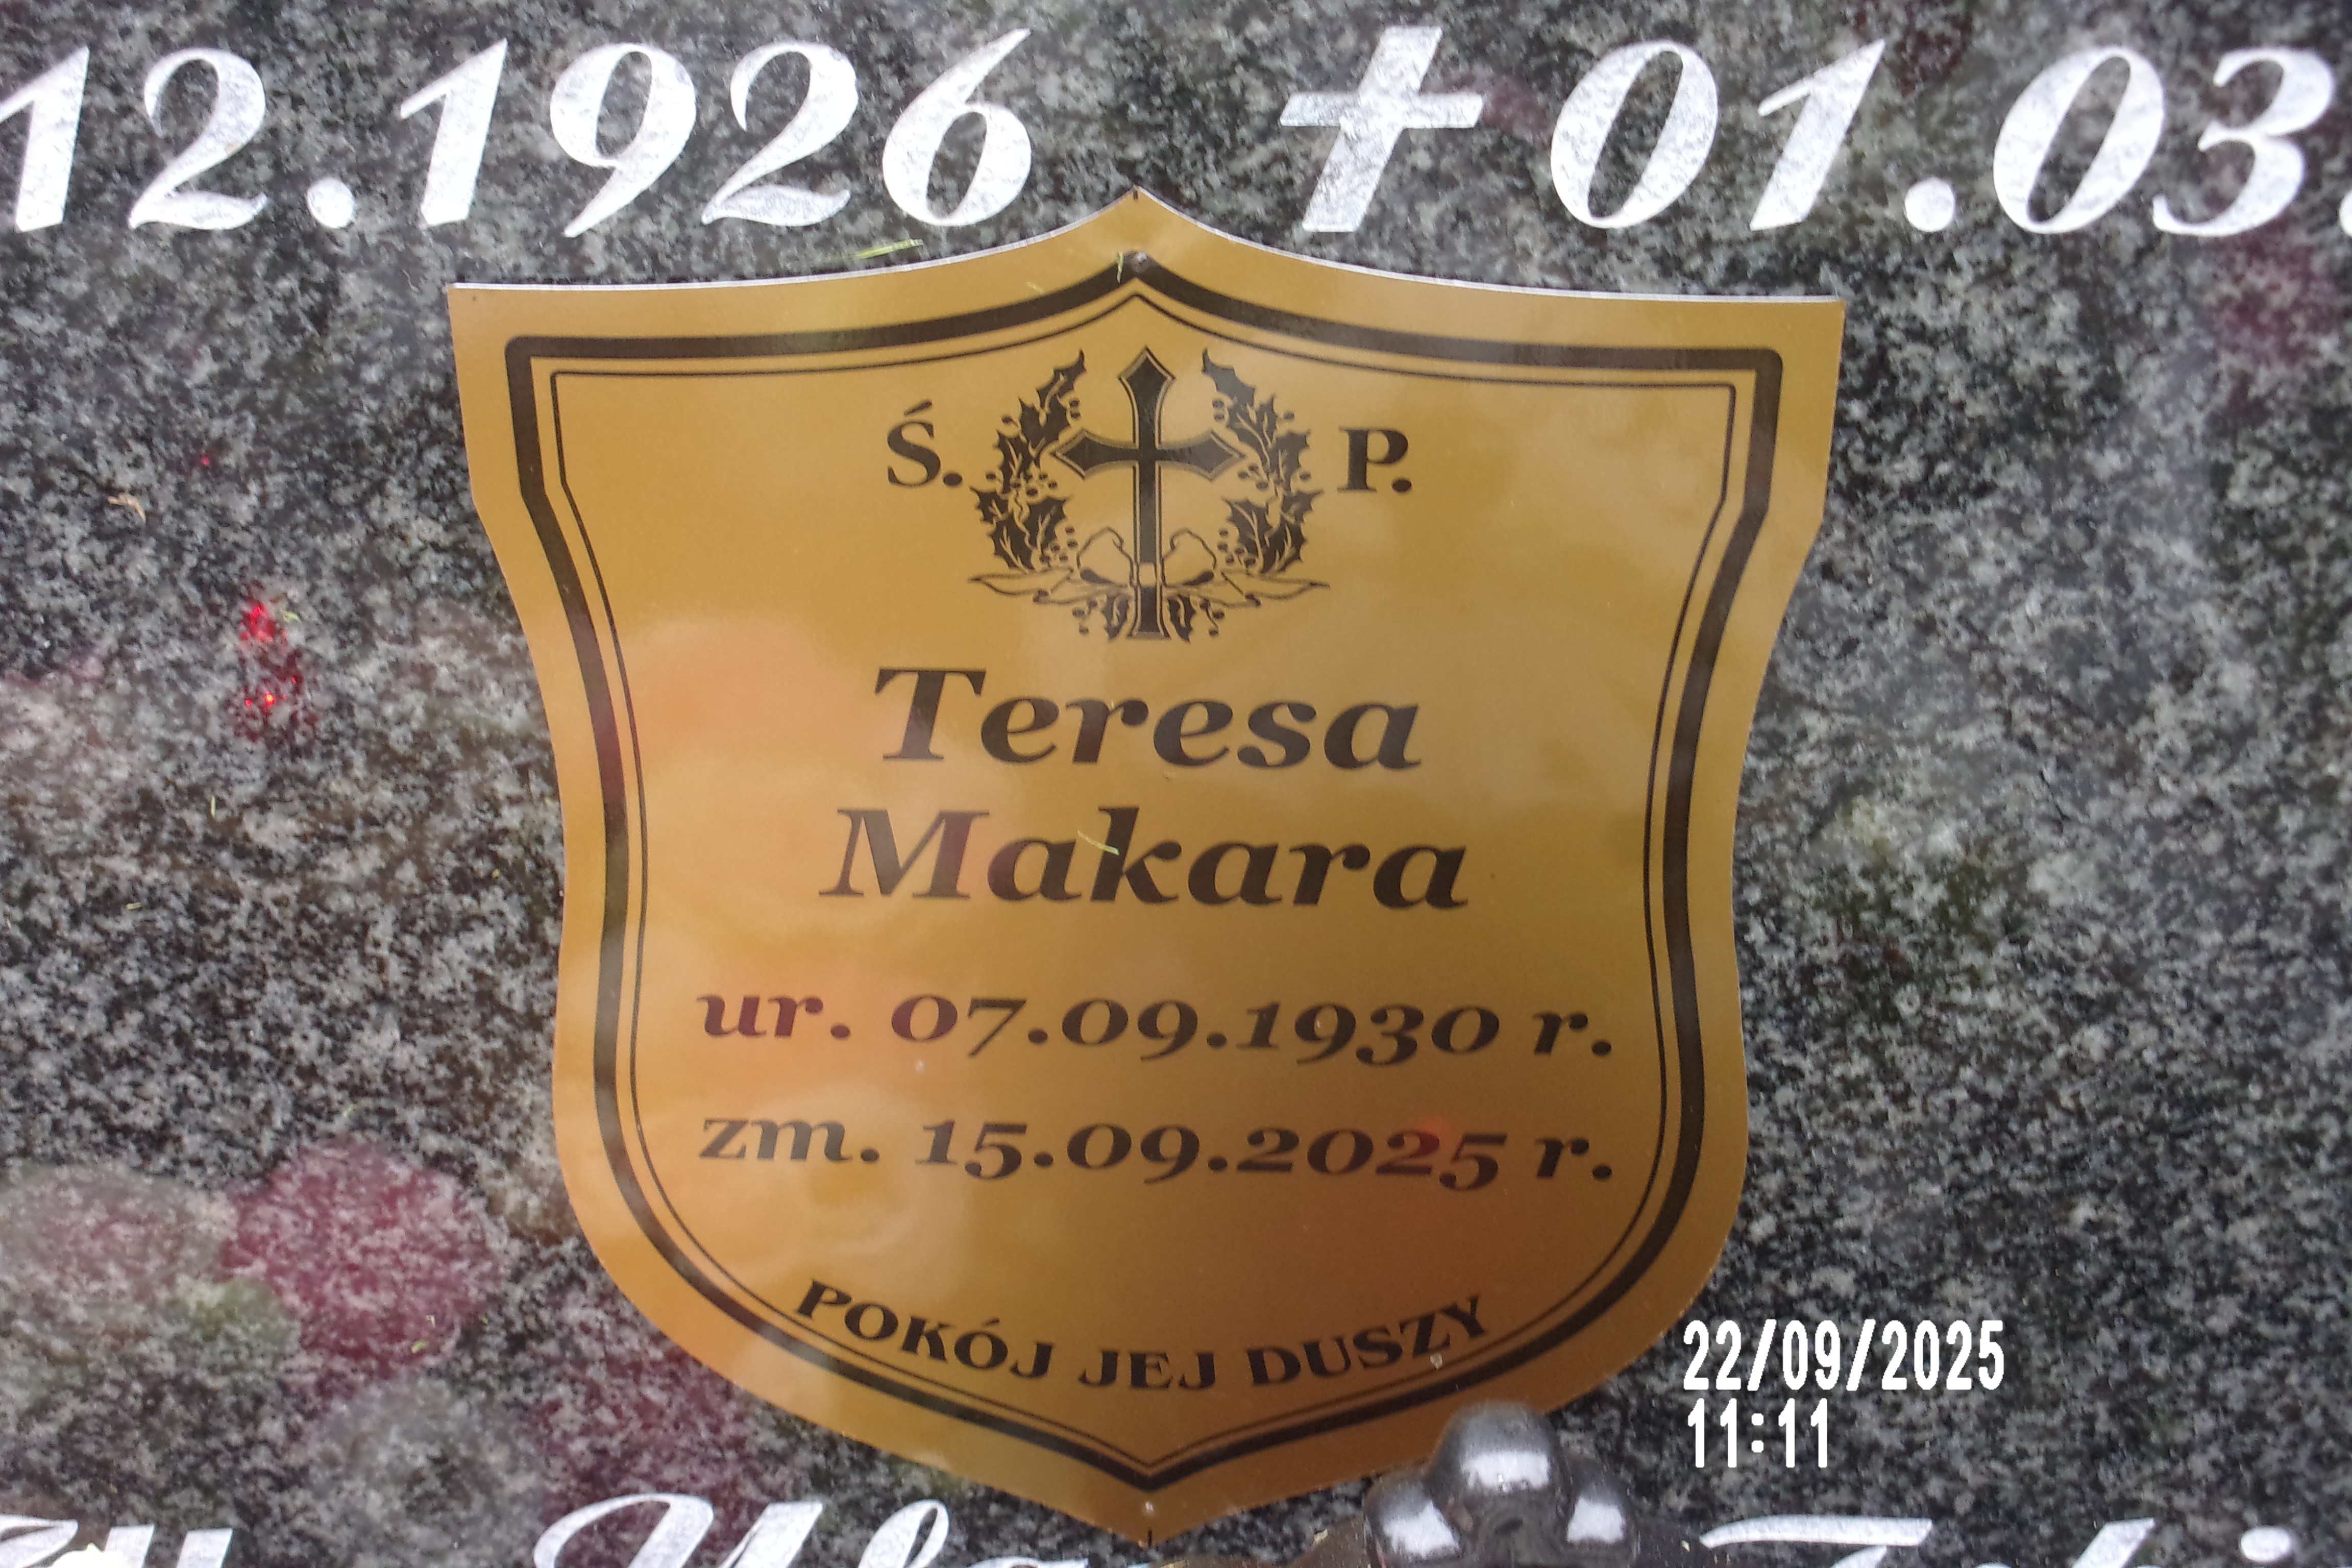 12.1926 ✝ 01.03.
Ś. P.
Teresa
Makara
ur. 07.09.1930 r.
zm. 15.09.2025 r.
POKÓJ JEJ DUSZY
22/09/2025
11:11